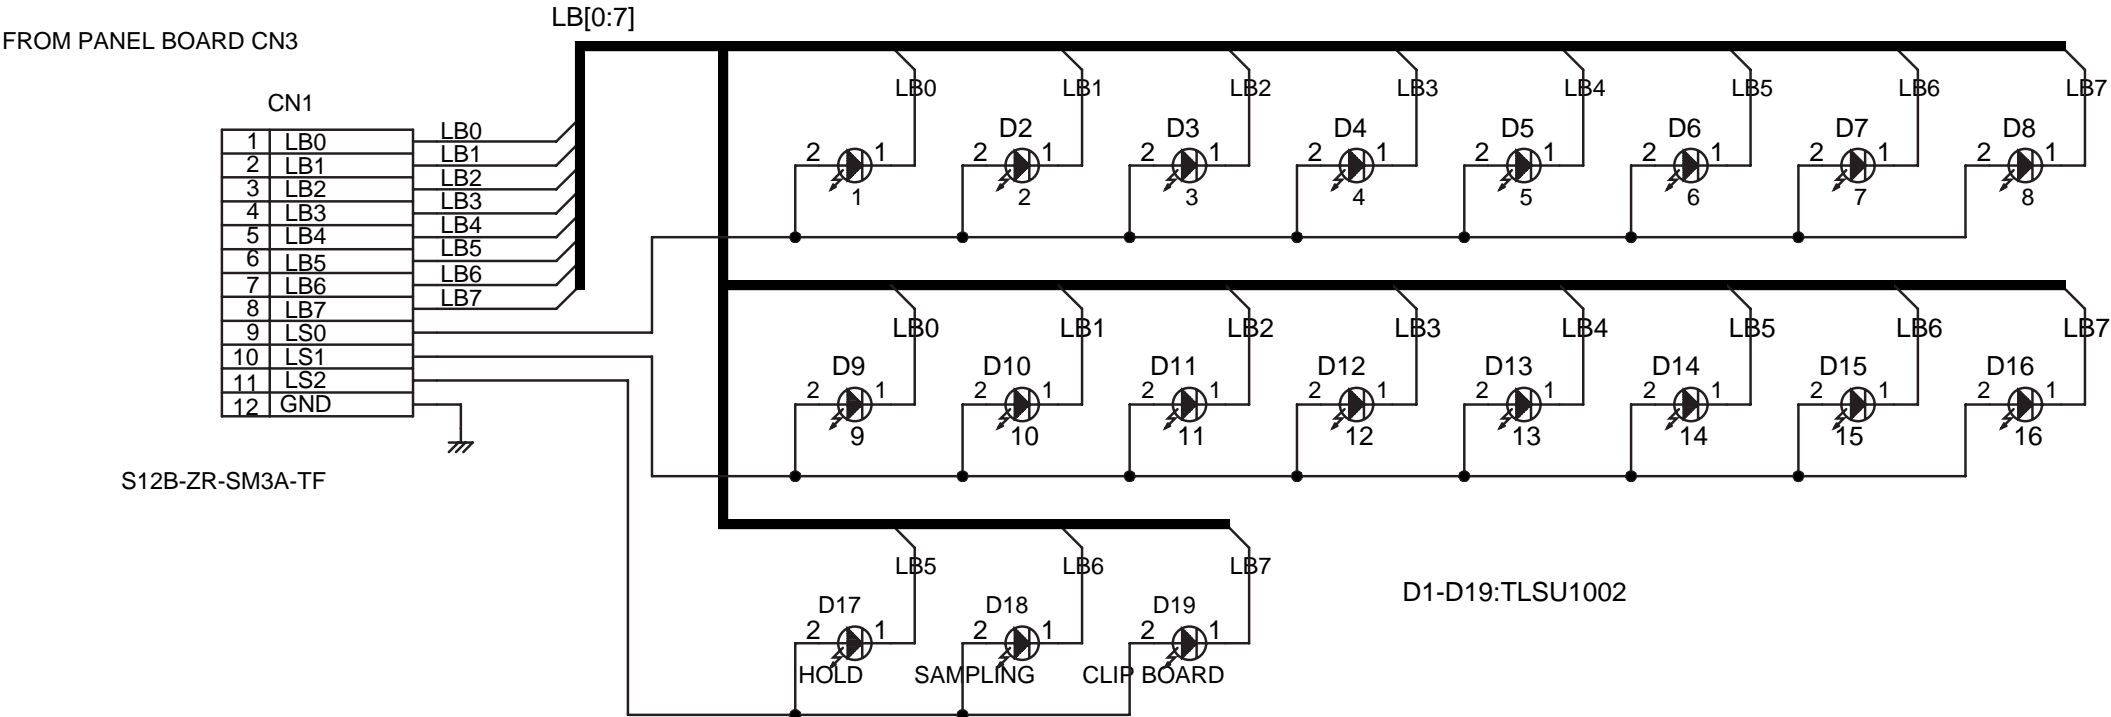 LB[0:7]
FROM PANEL BOARD CN3
CN1
1 LB0 LB0
2 LB1 LB1
3 LB2 LB2
4 LB3 LB3
5 LB4 LB4
6 LB5 LB5
7 LB6 LB6
8 LB7 LB7
9 LS0
10 LS1
11 LS2
12 GND
S12B-ZR-SM3A-TF
LB0 LB1 LB2 LB3 LB4 LB5 LB6 LB7
D2 D3 D4 D5 D6 D7 D8
2 1 2 1 2 1 2 1 2 1 2 1 2 1 2 1
1 2 3 4 5 6 7 8
LB0 LB1 LB2 LB3 LB4 LB5 LB6 LB7
D9 D10 D11 D12 D13 D14 D15 D16
2 1 2 1 2 1 2 1 2 1 2 1 2 1 2 1
9 10 11 12 13 14 15 16
LB5 LB6 LB7
D17 D18 D19
2 1 2 1 2 1
HOLD SAMPLING CLIP BOARD
D1-D19:TLSU1002